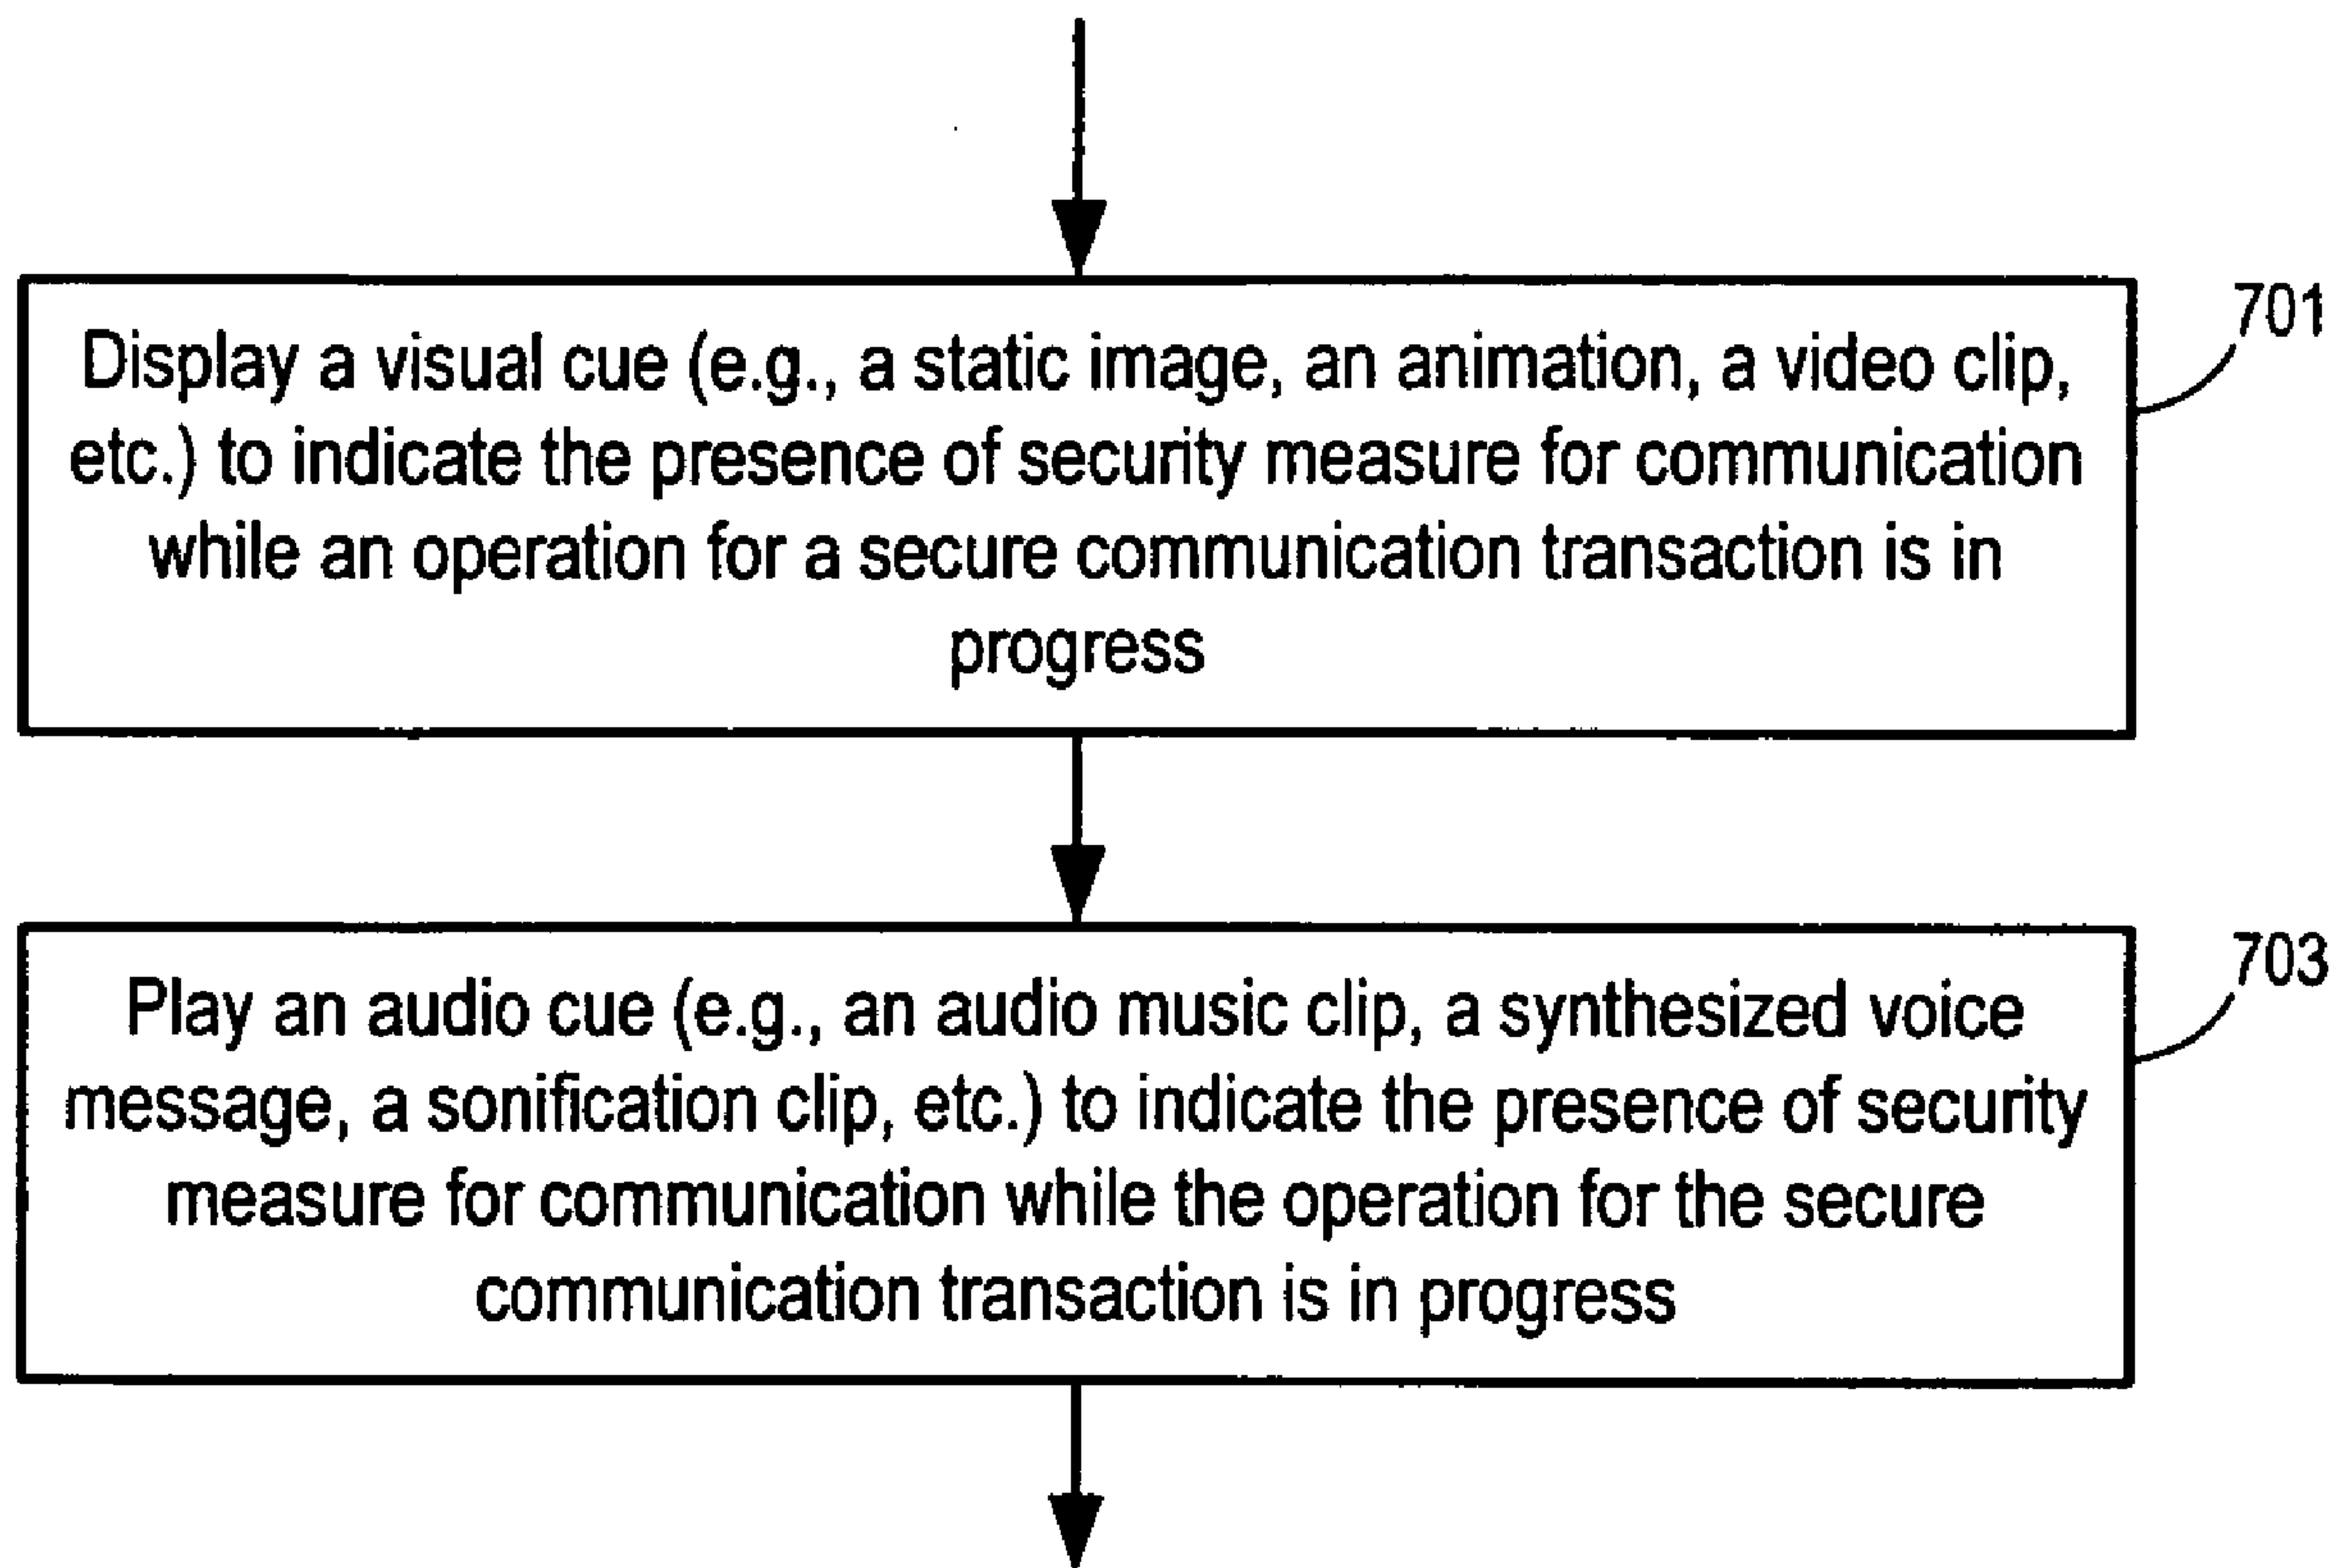 701
Display a visual cue (e.g., a static image, an animation, a video clip,
etc.) to indicate the presence of security measure for communication
while an operation for a secure communication transaction is in
progress
703
Play an audio cue (e.g., an audio music clip, a synthesized voice
message, a sonification clip, etc.) to indicate the presence of security
measure for communication while the operation for the secure
communication transaction is in progress